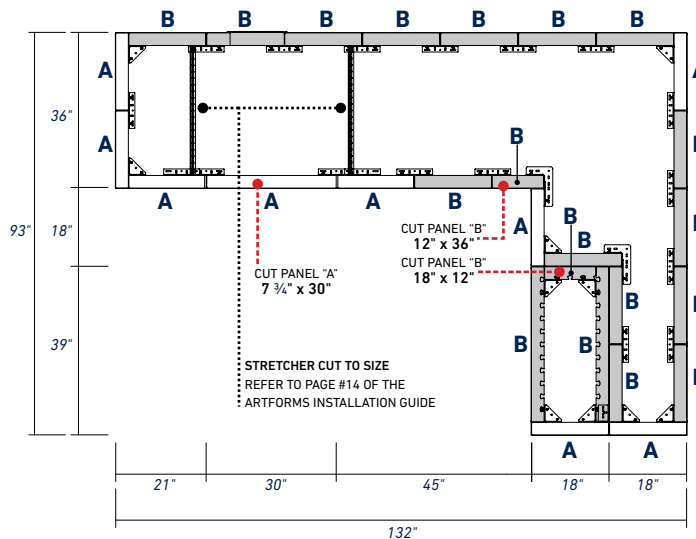 B B B B B B
A A
36"
A B
A A A B B
93" 18"
A B B
CUT PANEL "B"
12" x 36"
CUT PANEL "B"
18" x 12"
CUT PANEL "A"
7 ¾" x 30"
39"
B B B
STRETCHER CUT TO SIZE
REFER TO PAGE #14 OF THE
ARTFORMS INSTALLATION GUIDE
B
A A
21" 30" 45" 18" 18"
132"